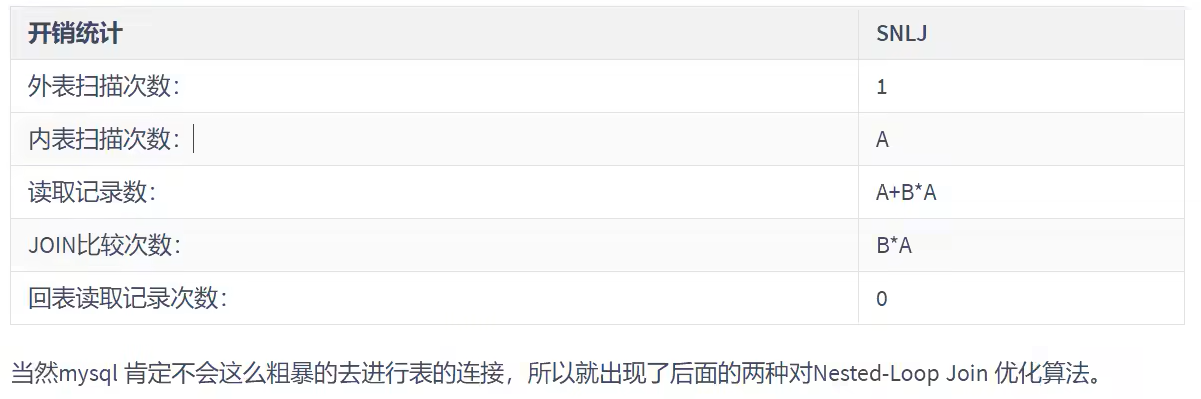 开销统计 SNLJ
外表扫描次数： 1
内表扫描次数： A
读取记录数： A+B*A
JOIN比较次数： B*A
回表读取记录次数： 0
当然mysql 肯定不会这么粗暴的去进行表的连接，所以就出现了后面的两种对Nested-Loop Join 优化算法。